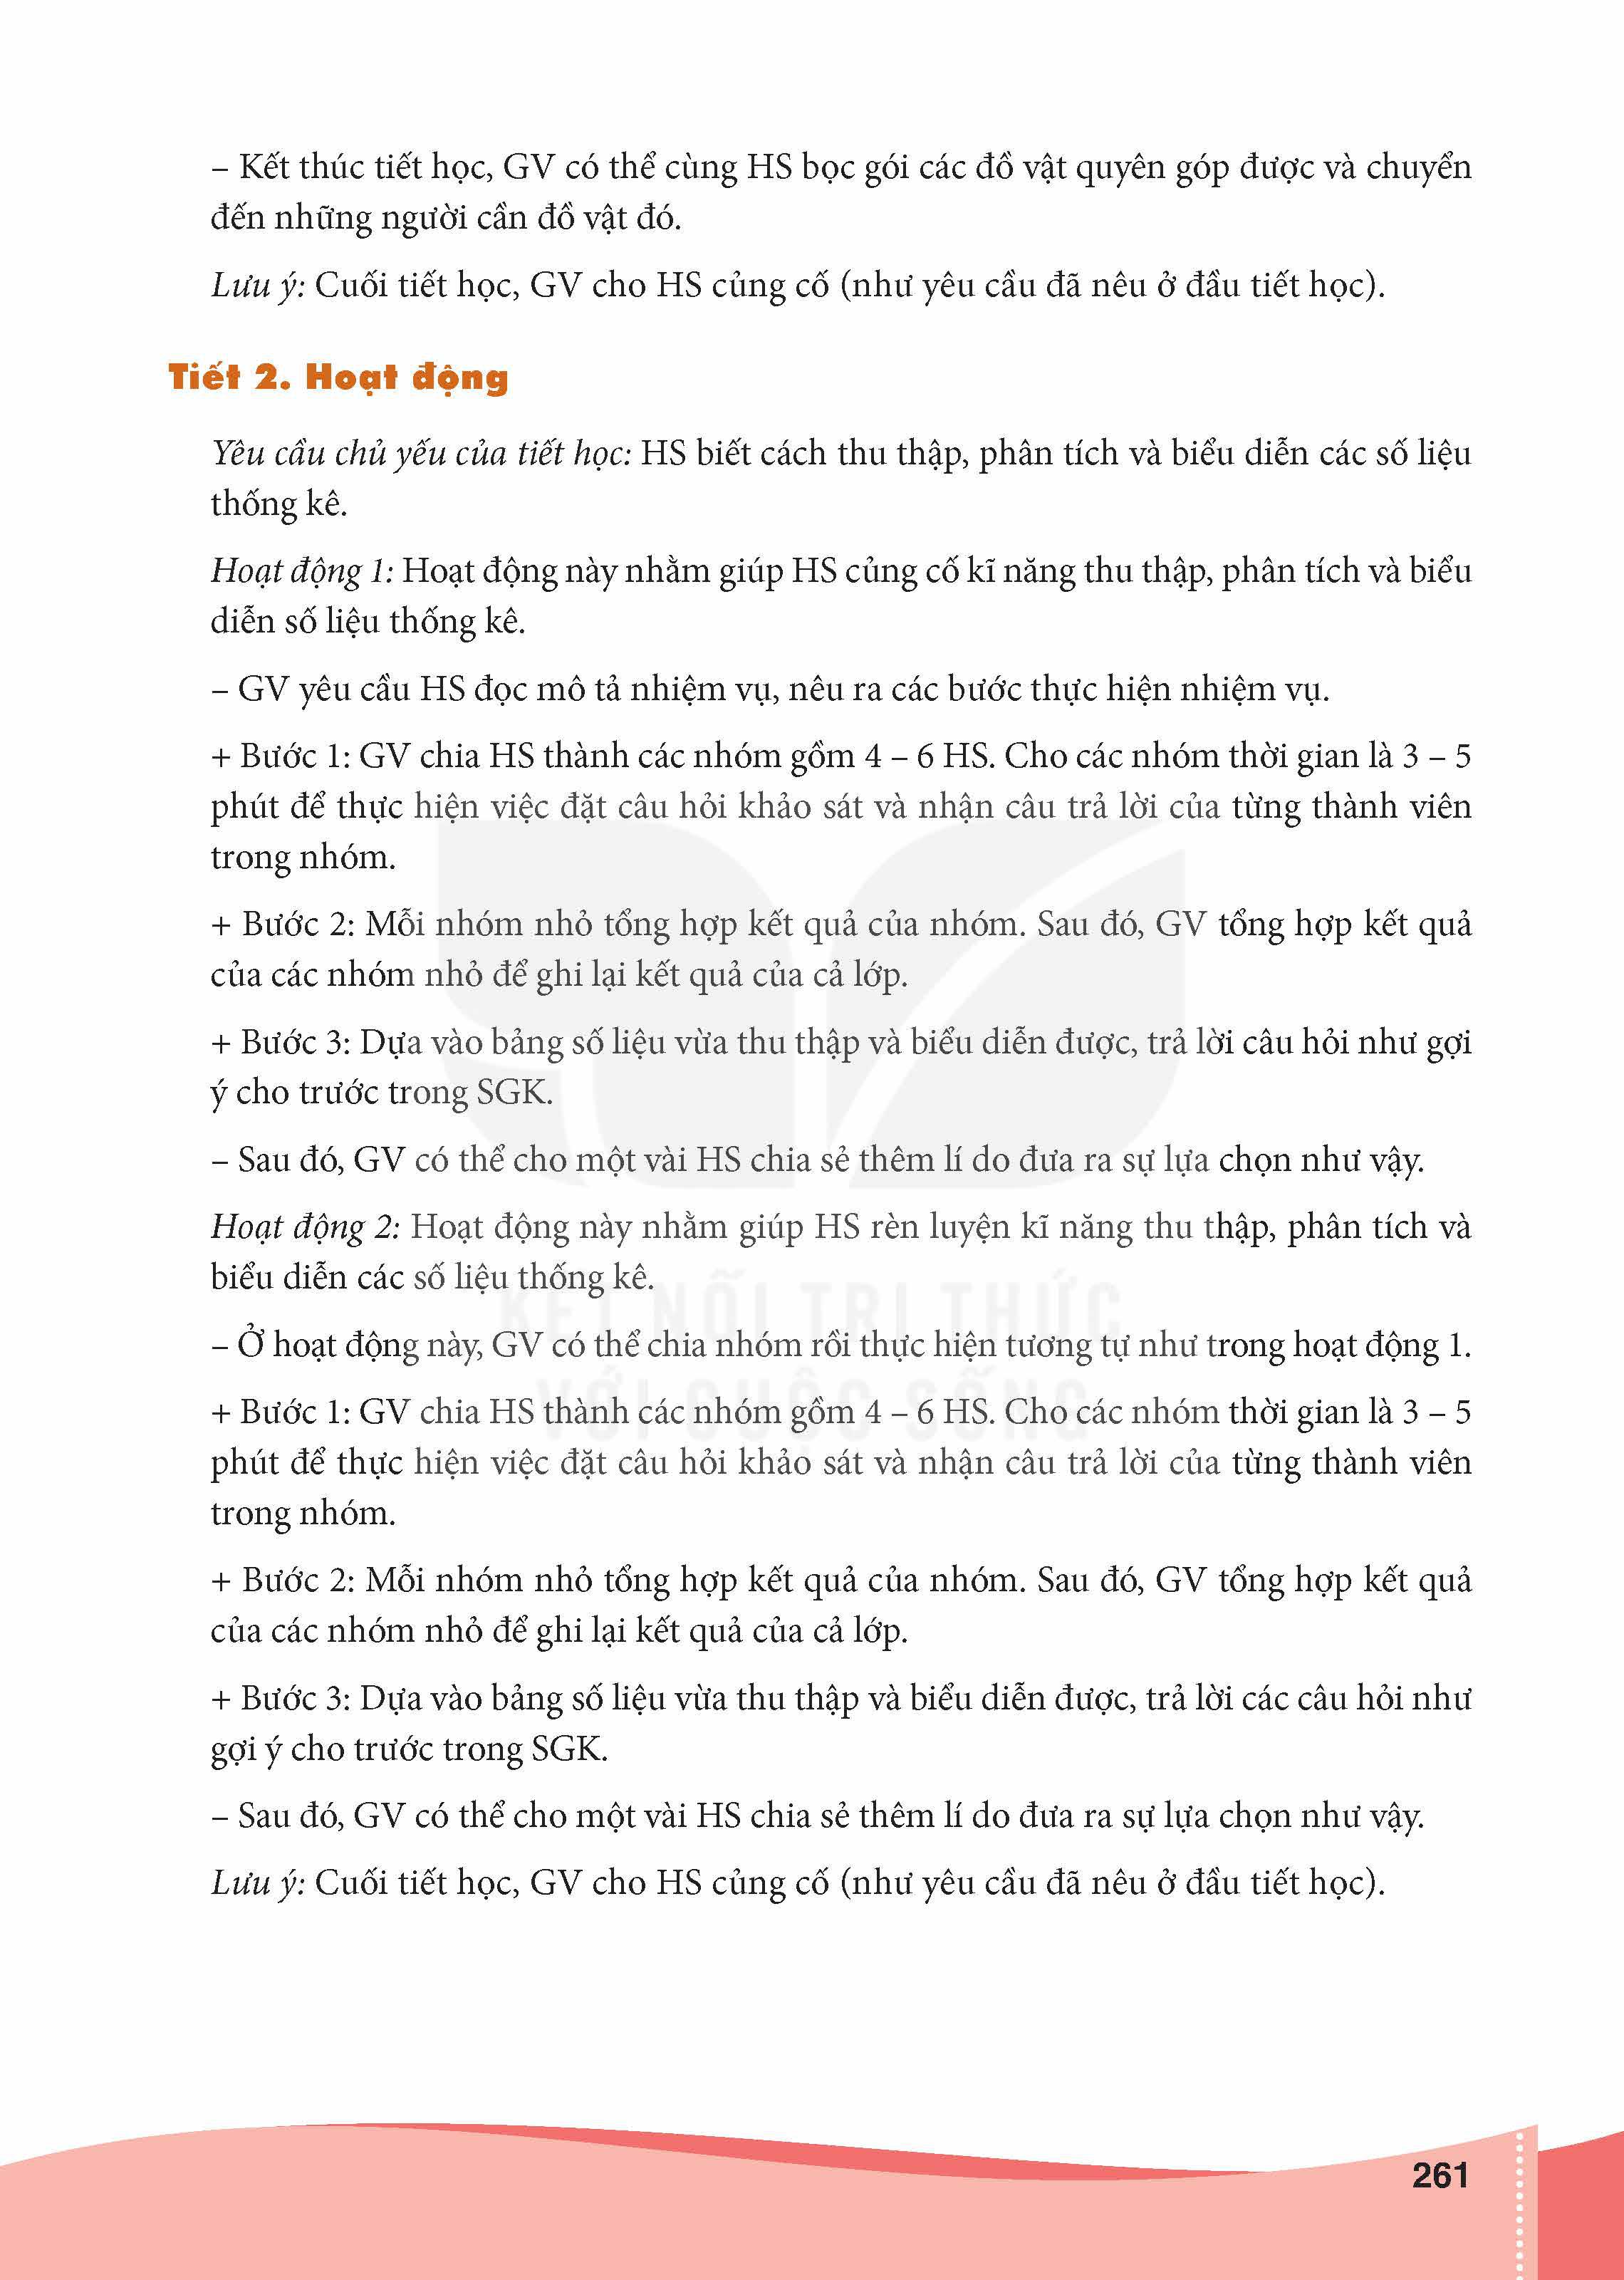 – Kết thúc tiết học, GV có thể cùng HS bọc gói các đồ vật quyên góp được và chuyển
đến những người cần đồ vật đó.
Lưu ý: Cuối tiết học, GV cho HS củng cố (như yêu cầu đã nêu ở đầu tiết học).
Tiết 2. Hoạt động
Yêu cầu chủ yếu của tiết học: HS biết cách thu thập, phân tích và biểu diễn các số liệu
thống kê.
Hoạt động 1: Hoạt động này nhằm giúp HS củng cố kĩ năng thu thập, phân tích và biểu
diễn số liệu thống kê.
– GV yêu cầu HS đọc mô tả nhiệm vụ, nêu ra các bước thực hiện nhiệm vụ.
+ Bước 1: GV chia HS thành các nhóm gồm 4 – 6 HS. Cho các nhóm thời gian là 3 – 5
phút để thực hiện việc đặt câu hỏi khảo sát và nhận câu trả lời của từng thành viên
trong nhóm.
+ Bước 2: Mỗi nhóm nhỏ tổng hợp kết quả của nhóm. Sau đó, GV tổng hợp kết quả
của các nhóm nhỏ để ghi lại kết quả của cả lớp.
+ Bước 3: Dựa vào bảng số liệu vừa thu thập và biểu diễn được, trả lời câu hỏi như gợi
ý cho trước trong SGK.
– Sau đó, GV có thể cho một vài HS chia sẻ thêm lí do đưa ra sự lựa chọn như vậy.
Hoạt động 2: Hoạt động này nhằm giúp HS rèn luyện kĩ năng thu thập, phân tích và
biểu diễn các số liệu thống kê.
KẾT NỐI TRI THỨC
– Ở hoạt động này, GV có thể chia nhóm rồi thực hiện tương tự như trong hoạt động 1.
VỚI CUỘC SỐNG
+ Bước 1: GV chia HS thành các nhóm gồm 4 – 6 HS. Cho các nhóm thời gian là 3 – 5
phút để thực hiện việc đặt câu hỏi khảo sát và nhận câu trả lời của từng thành viên
trong nhóm.
+ Bước 2: Mỗi nhóm nhỏ tổng hợp kết quả của nhóm. Sau đó, GV tổng hợp kết quả
của các nhóm nhỏ để ghi lại kết quả của cả lớp.
+ Bước 3: Dựa vào bảng số liệu vừa thu thập và biểu diễn được, trả lời các câu hỏi như
gợi ý cho trước trong SGK.
– Sau đó, GV có thể cho một vài HS chia sẻ thêm lí do đưa ra sự lựa chọn như vậy.
Lưu ý: Cuối tiết học, GV cho HS củng cố (như yêu cầu đã nêu ở đầu tiết học).
261